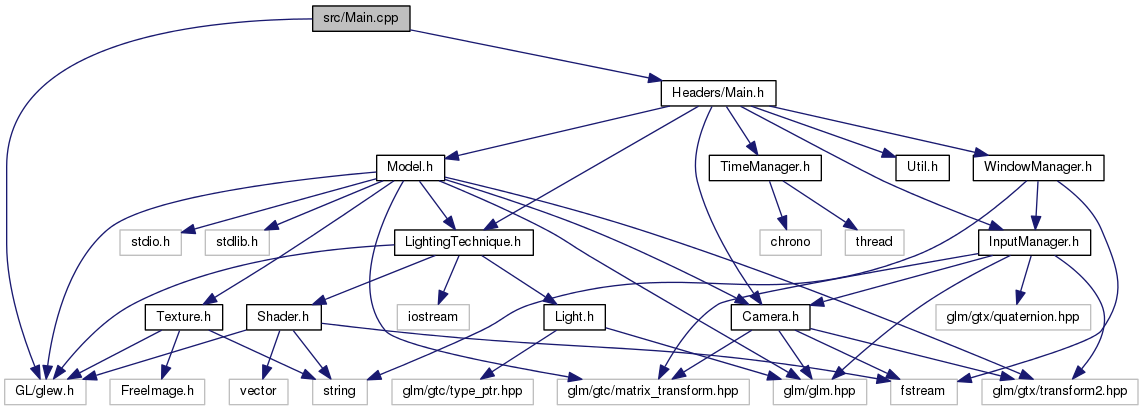 src/Main.cpp
Headers/Main.h
Model.h
TimeManager.h
Util.h
WindowManager.h
stdio.h
stdlib.h
LightingTechnique.h
chrono
thread
InputManager.h
Texture.h
Shader.h
iostream
Light.h
Camera.h
glm/gtx/quaternion.hpp
GL/glew.h
FreeImage.h
vector
string
glm/gtc/type_ptr.hpp
glm/gtc/matrix_transform.hpp
glm/glm.hpp
fstream
glm/gtx/transform2.hpp